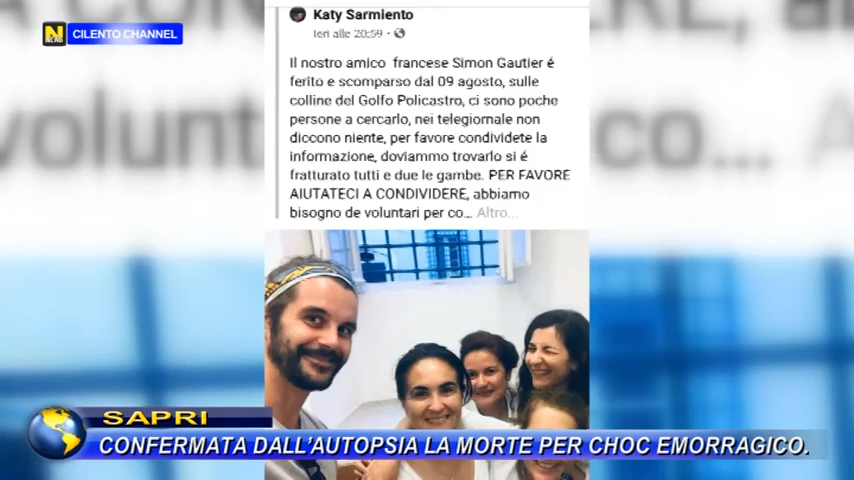 CILENTO CHANNEL
Katy Sarmiento
Ieri alle 20:59
Il nostro amico francese Simon Gautier é
ferito e scomparso dal 09 agosto, sulle
colline del Golfo Policastro, ci sono poche
persone a cercarlo, nei telegiornale non
diccono niente, per favore condividete la
informazione, doviammo trovarlo si é
fratturato tutti e due le gambe. PER FAVORE
AIUTATECI A CONDIVIDERE, abbiamo
bisogno de voluntari per co... Altro...
SAPRI
CONFERMATA DALL'AUTOPSIA LA MORTE PER CHOC EMORRAGICO.